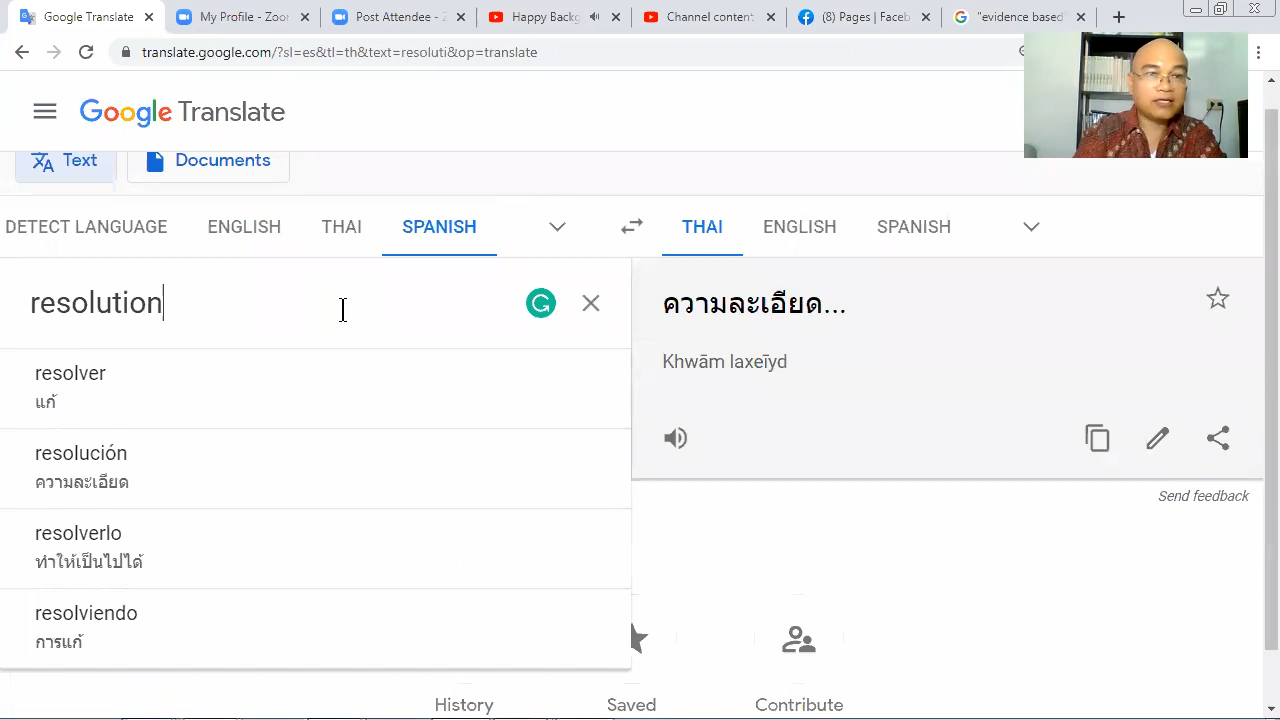 Google Translate
My Profile - Zoor
Post Attendee - Z
Happy Backg
Channel content
(8) Pages | Faceb
"evidence based"
translate.google.com/?sl=es&tl=th&tex
op=translate
Google Translate
Text
Documents
DETECT LANGUAGE
ENGLISH
THAI
SPANISH
THAI
ENGLISH
SPANISH
resolution
ความละเอียด...
Khwām laxeīyd
resolver
แก้
resolución
ความละเอียด
resolverlo
ทำให้เป็นไปได้
resolviendo
การแก้
Send feedback
History
Saved
Contribute